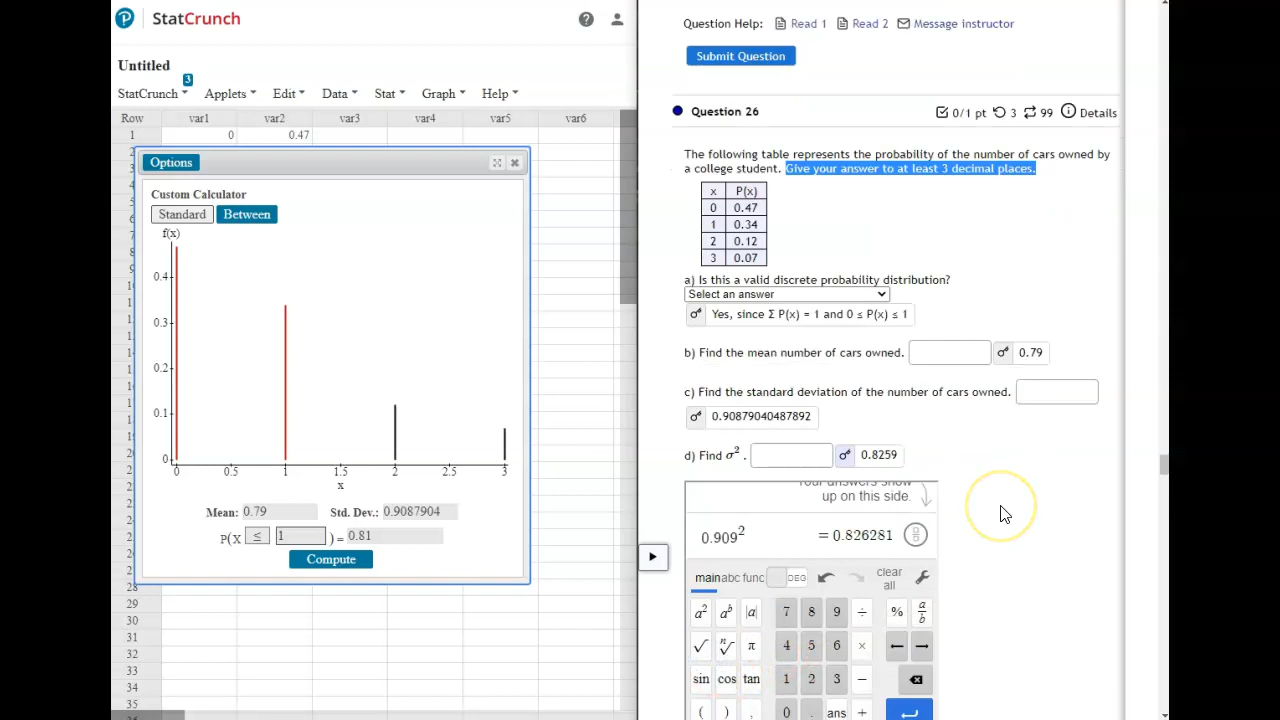 StatCrunch
Untitled
3
StatCrunch Applets Edit Data Stat Graph Help
Row var1 var2 var3 var4 var5 var6
1 0 0.47
Options
Custom Calculator
Standard Between
f(x)
0.4
0.3
0.2
0.1
0
0 0.5 1 1.5 2 2.5 3
x
Mean: 0.79 Std. Dev.: 0.9087904
P(X ≤ 1 ) = 0.81
Compute
28
29
30
31
32
33
34
35
Question Help: Read 1 Read 2 Message instructor
Submit Question
Question 26 0/1 pt 3 99 Details
The following table represents the probability of the number of cars owned by
a college student. Give your answer to at least 3 decimal places.
x P(x)
0 0.47
1 0.34
2 0.12
3 0.07
a) Is this a valid discrete probability distribution?
Select an answer
Yes, since Σ P(x) = 1 and 0 ≤ P(x) ≤ 1
b) Find the mean number of cars owned. 0.79
c) Find the standard deviation of the number of cars owned.
0.90879040487892
d) Find σ². 0.8259
Your answers show
up on this side.
0.909² = 0.826281
main abc func DEG clear
all
a² aᵇ |a| 7 8 9 ÷ % a/b
√ ⁿ√ π 4 5 6 × ← →
sin cos tan 1 2 3 −
( ) , 0 . ans +